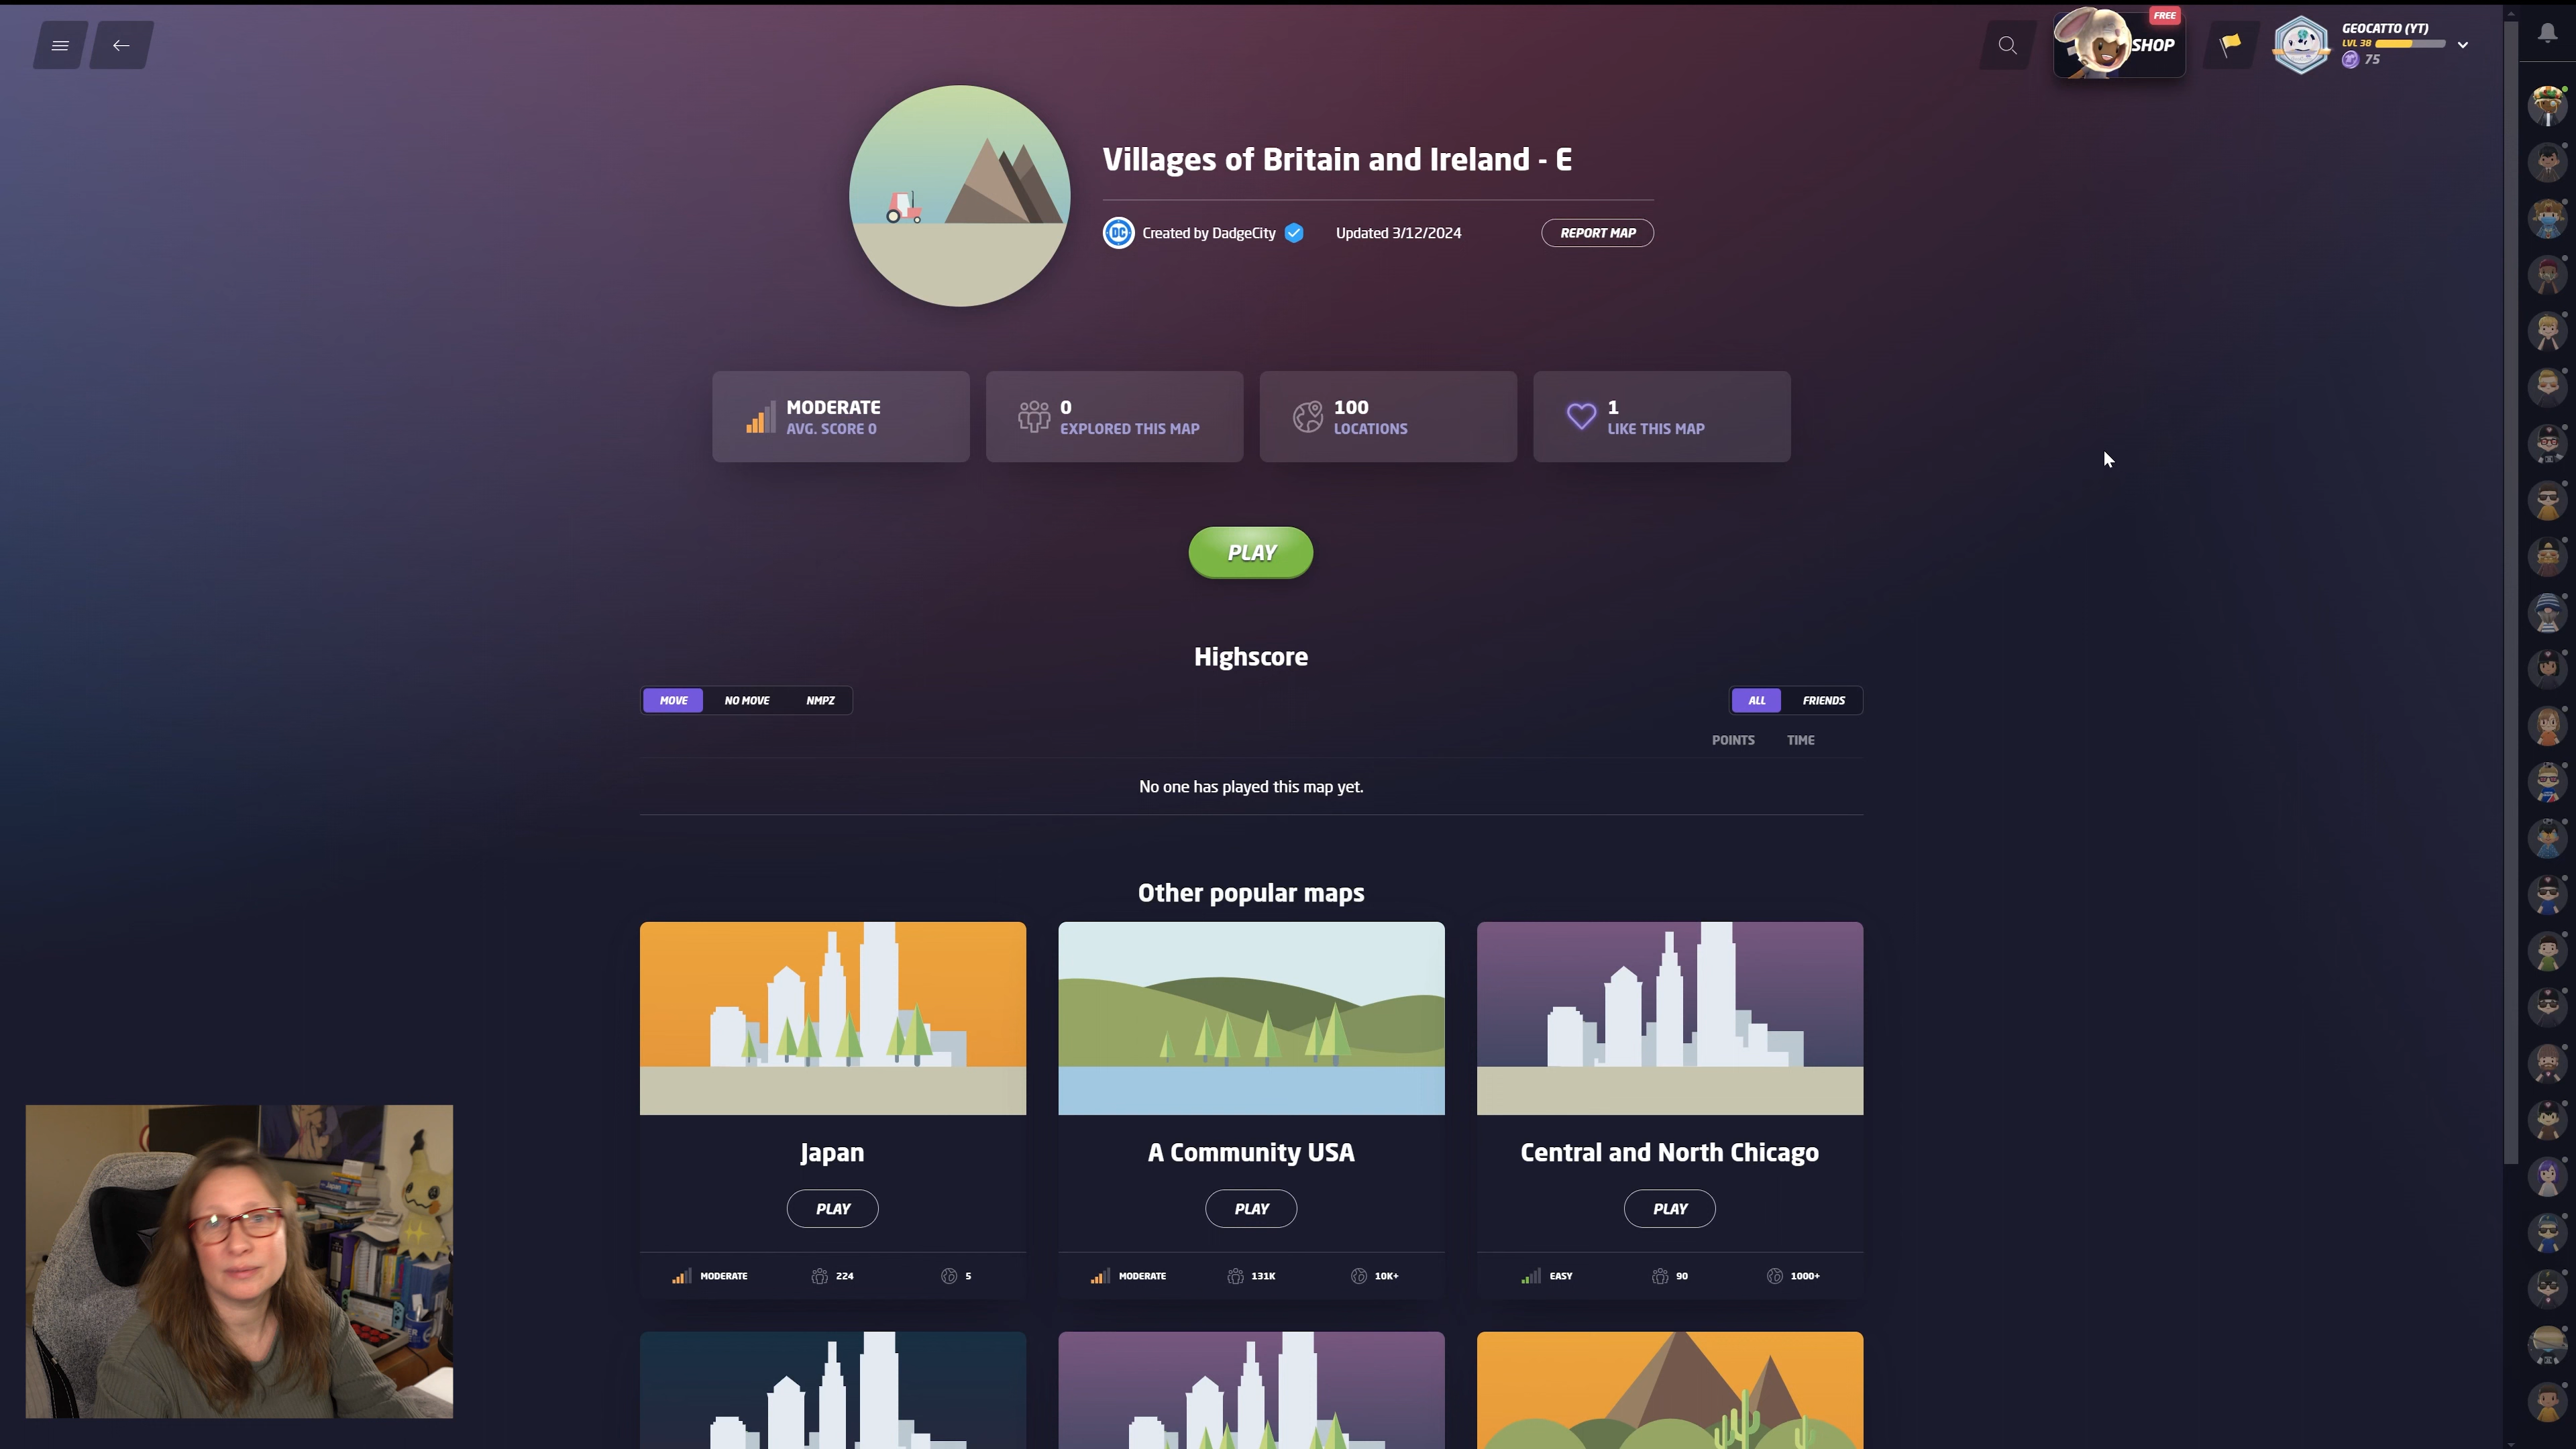 FREE
SHOP
GEOCATTO (YT)
LVL 38
75
Villages of Britain and Ireland - E
DC Created by DadgeCity Updated 3/12/2024 REPORT MAP
MODERATE
AVG. SCORE 0
0
EXPLORED THIS MAP
100
LOCATIONS
1
LIKE THIS MAP
PLAY
Highscore
MOVE NO MOVE NMPZ ALL FRIENDS
POINTS TIME
No one has played this map yet.
Other popular maps
Japan
PLAY
MODERATE 224 5
A Community USA
PLAY
MODERATE 131K 10K+
Central and North Chicago
PLAY
EASY 90 1000+